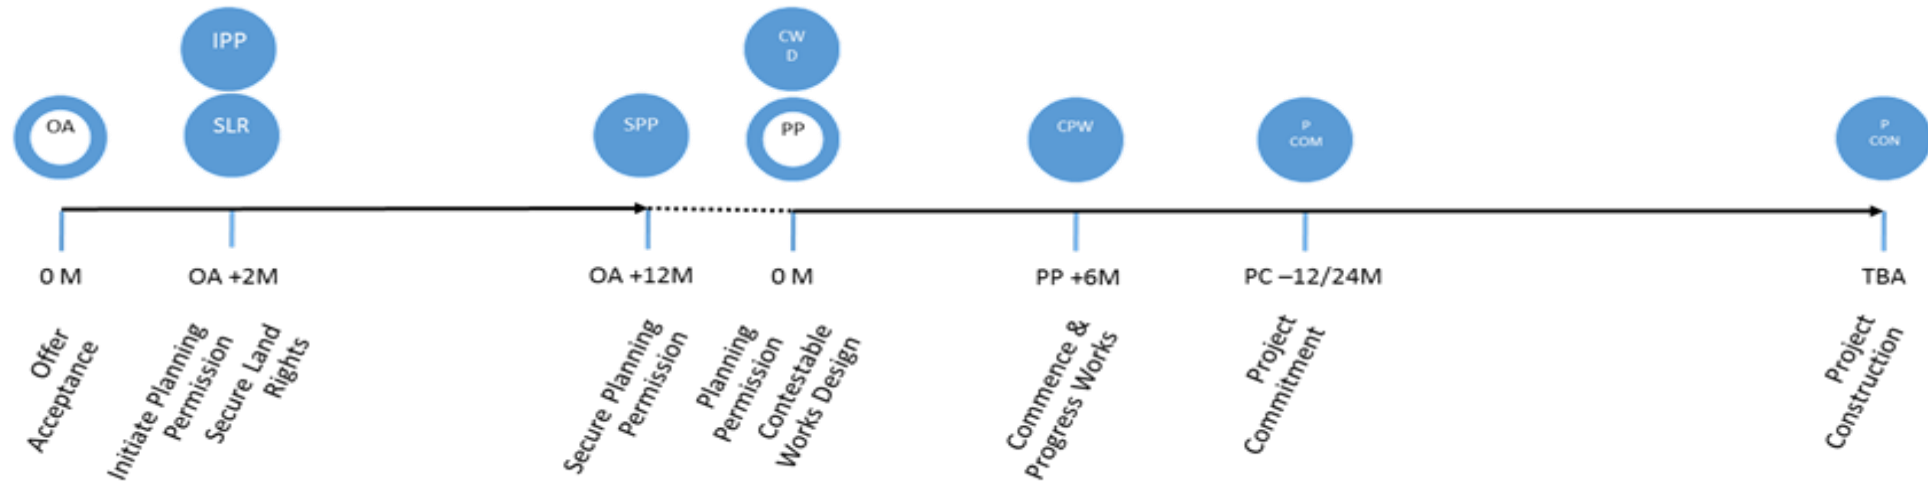 IPP
CW
D
OA
SLR
SPP
PP
CPW
P
COM
P
CON
0 M
OA +2M
OA +12M
0 M
PP +6M
PC –12/24M
TBA
Offer
Acceptance
Initiate Planning
Permission
Secure Land
Rights
Secure Planning
Permission
Planning
Permission
Contestable
Works Design
Commence &
Progress Works
Project
Commitment
Project
Construction